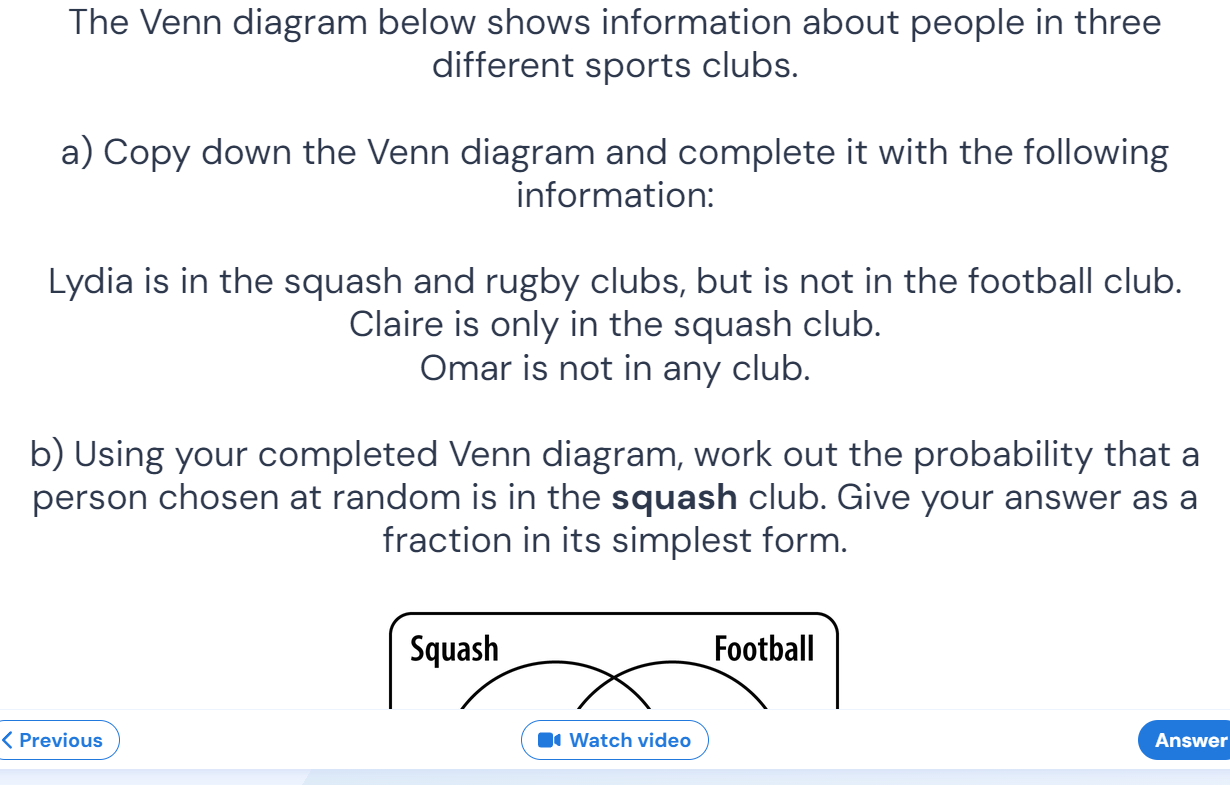 The Venn diagram below shows information about people in three
different sports clubs.
a) Copy down the Venn diagram and complete it with the following
information:
Lydia is in the squash and rugby clubs, but is not in the football club.
Claire is only in the squash club.
Omar is not in any club.
b) Using your completed Venn diagram, work out the probability that a
person chosen at random is in the squash club. Give your answer as a
fraction in its simplest form.
Squash Football
Previous Watch video Answer